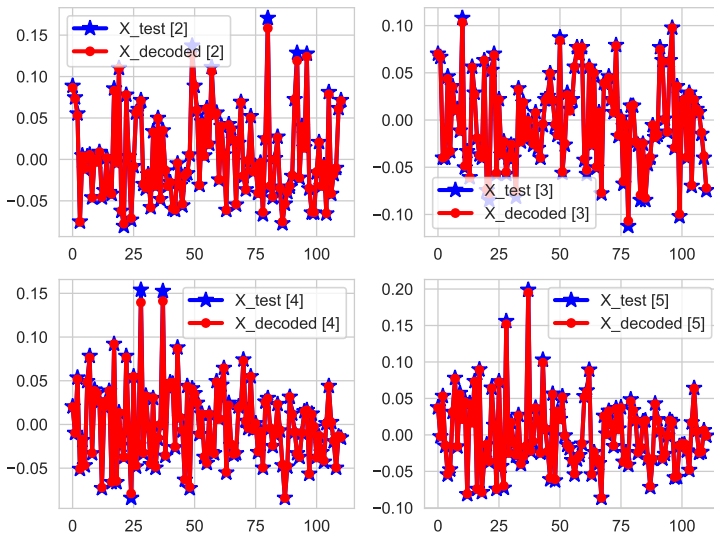 X_test [2]
X_decoded [2]
0.15
0.10
0.05
0.00
−0.05
0 25 50 75 100
0.10
0.05
0.00
−0.05
−0.10
X_test [3]
X_decoded [3]
0 25 50 75 100
0.15
0.10
0.05
0.00
−0.05
X_test [4]
X_decoded [4]
0 25 50 75 100
0.20
0.15
0.10
0.05
0.00
−0.05
−0.10
X_test [5]
X_decoded [5]
0 25 50 75 100